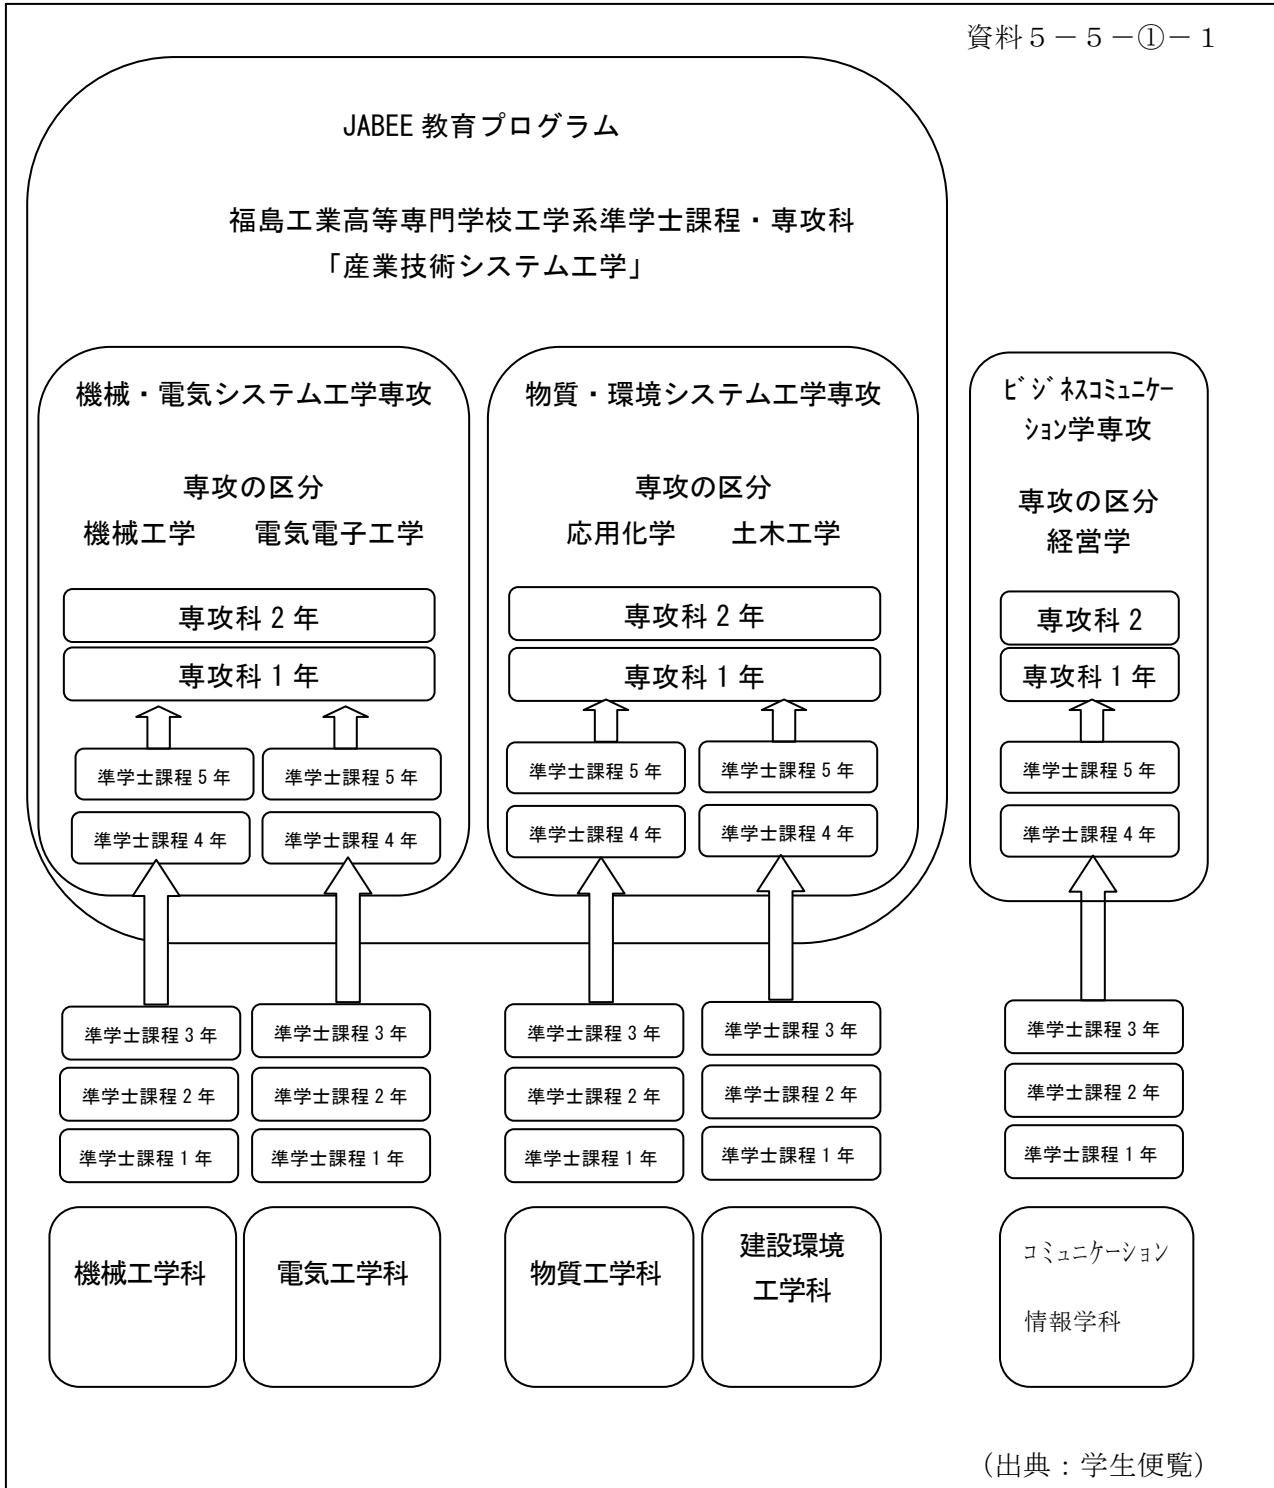 資料５－５－①－１
JABEE 教育プログラム
福島工業高等専門学校工学系準学士課程・専攻科
「産業技術システム工学」
機械・電気システム工学専攻
専攻の区分
機械工学　　電気電子工学
専攻科 2 年
専攻科 1 年
準学士課程 5 年
準学士課程 5 年
準学士課程 4 年
準学士課程 4 年
物質・環境システム工学専攻
専攻の区分
応用化学　　土木工学
専攻科 2 年
専攻科 1 年
準学士課程 5 年
準学士課程 5 年
準学士課程 4 年
準学士課程 4 年
ﾋﾞｼﾞﾈｽｺﾐｭﾆｹｰ
ｼｮﾝ学専攻
専攻の区分
経営学
専攻科 2
専攻科 1 年
準学士課程 5 年
準学士課程 4 年
準学士課程 3 年
準学士課程 3 年
準学士課程 3 年
準学士課程 3 年
準学士課程 3 年
準学士課程 2 年
準学士課程 2 年
準学士課程 2 年
準学士課程 2 年
準学士課程 2 年
準学士課程 1 年
準学士課程 1 年
準学士課程 1 年
準学士課程 1 年
準学士課程 1 年
機械工学科
電気工学科
物質工学科
建設環境
工学科
コミュニケーション
情報学科
（出典：学生便覧）